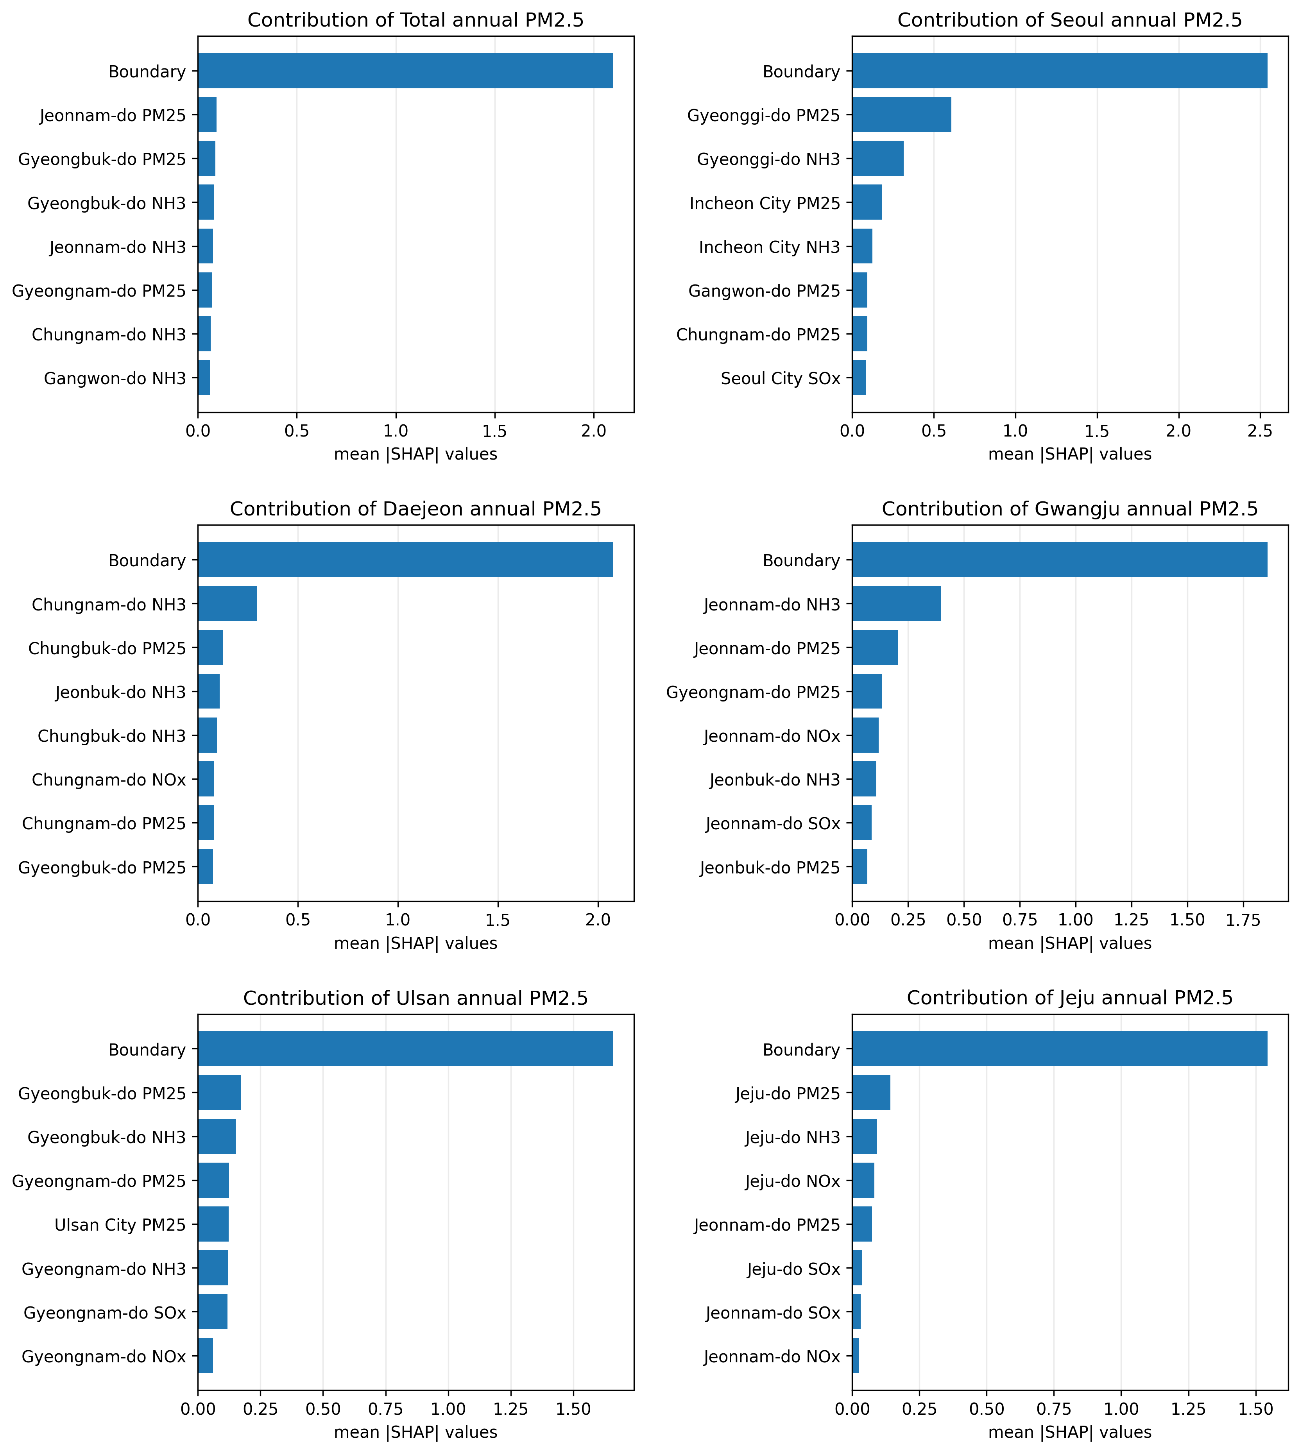 Contribution of Total annual PM2.5
Boundary
Jeonnam-do PM25
Gyeongbuk-do PM25
Gyeongbuk-do NH3
Jeonnam-do NH3
Gyeongnam-do PM25
Chungnam-do NH3
Gangwon-do NH3
0.0 0.5 1.0 1.5 2.0
mean |SHAP| values
Contribution of Seoul annual PM2.5
Boundary
Gyeonggi-do PM25
Gyeonggi-do NH3
Incheon City PM25
Incheon City NH3
Gangwon-do PM25
Chungnam-do PM25
Seoul City SOx
0.0 0.5 1.0 1.5 2.0 2.5
mean |SHAP| values
Contribution of Daejeon annual PM2.5
Boundary
Chungnam-do NH3
Chungbuk-do PM25
Jeonbuk-do NH3
Chungbuk-do NH3
Chungnam-do NOx
Chungnam-do PM25
Gyeongbuk-do PM25
0.0 0.5 1.0 1.5 2.0
mean |SHAP| values
Contribution of Gwangju annual PM2.5
Boundary
Jeonnam-do NH3
Jeonnam-do PM25
Gyeongnam-do PM25
Jeonnam-do NOx
Jeonbuk-do NH3
Jeonnam-do SOx
Jeonbuk-do PM25
0.00 0.25 0.50 0.75 1.00 1.25 1.50 1.75
mean |SHAP| values
Contribution of Ulsan annual PM2.5
Boundary
Gyeongbuk-do PM25
Gyeongbuk-do NH3
Gyeongnam-do PM25
Ulsan City PM25
Gyeongnam-do NH3
Gyeongnam-do SOx
Gyeongnam-do NOx
0.00 0.25 0.50 0.75 1.00 1.25 1.50
mean |SHAP| values
Contribution of Jeju annual PM2.5
Boundary
Jeju-do PM25
Jeju-do NH3
Jeju-do NOx
Jeonnam-do PM25
Jeju-do SOx
Jeonnam-do SOx
Jeonnam-do NOx
0.00 0.25 0.50 0.75 1.00 1.25 1.50
mean |SHAP| values